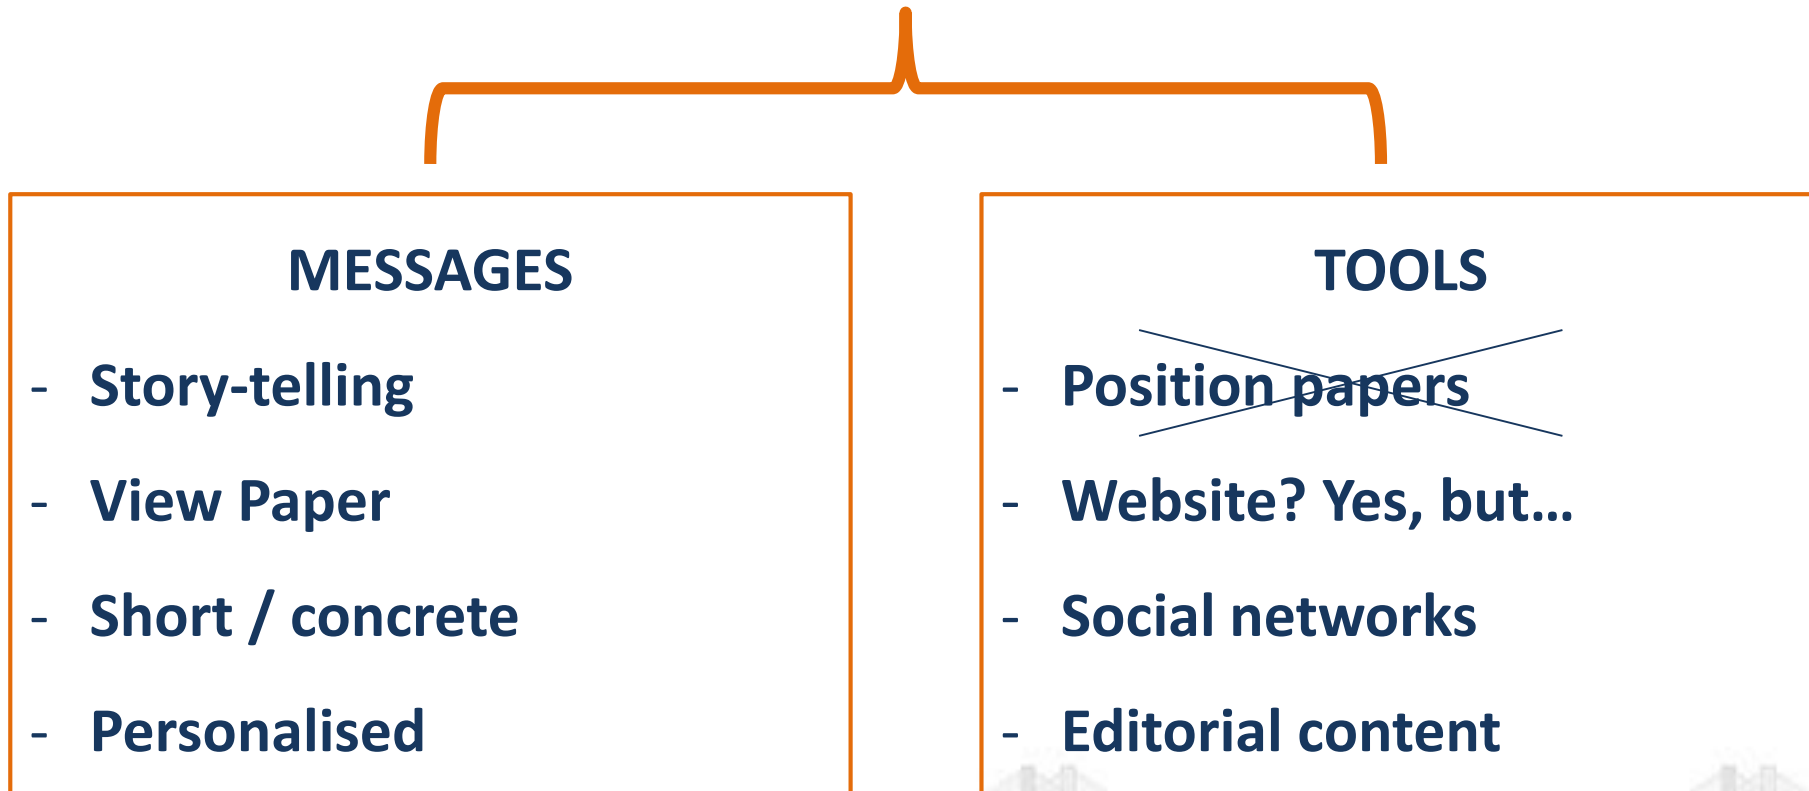 MESSAGES
- Story-telling
- View Paper
- Short / concrete
- Personalised
TOOLS
- Position papers
- Website? Yes, but…
- Social networks
- Editorial content